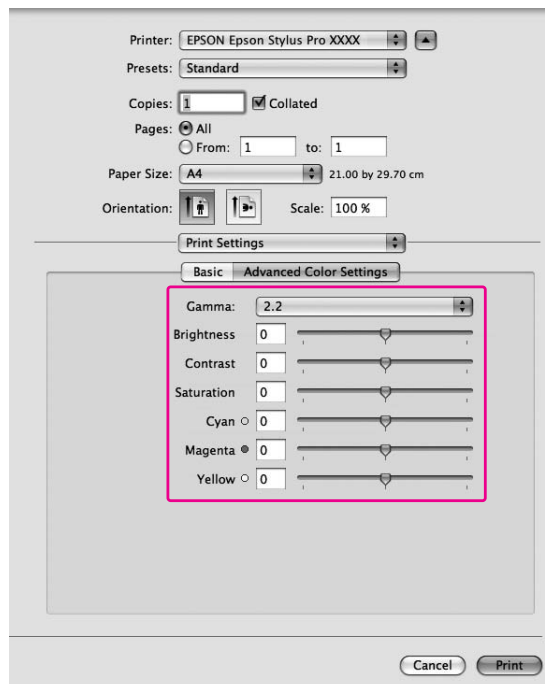 Printer: EPSON Epson Stylus Pro XXXX
Presets: Standard
Copies: 1 Collated
Pages: All
From: 1 to: 1
Paper Size: A4 21.00 by 29.70 cm
Orientation: Scale: 100 %
Print Settings
Basic Advanced Color Settings
Gamma: 2.2
Brightness 0
Contrast 0
Saturation 0
Cyan 0
Magenta 0
Yellow 0
Cancel Print